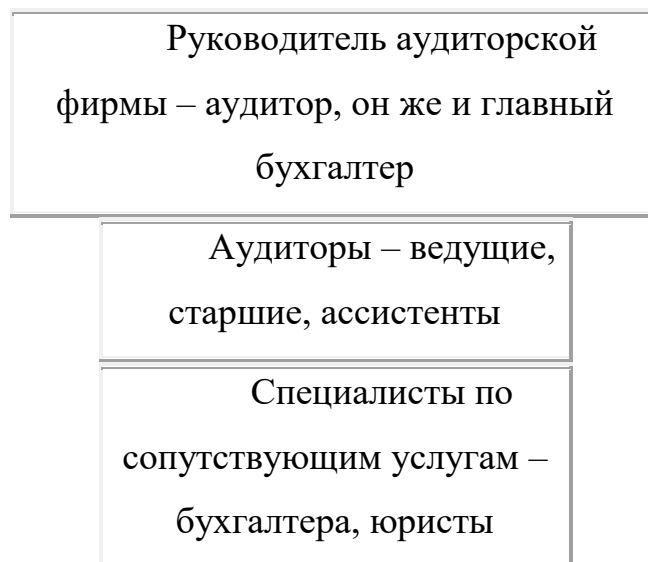 Руководитель аудиторской
фирмы – аудитор, он же и главный
бухгалтер
Аудиторы – ведущие,
старшие, ассистенты
Специалисты по
сопутствующим услугам –
бухгалтера, юристы